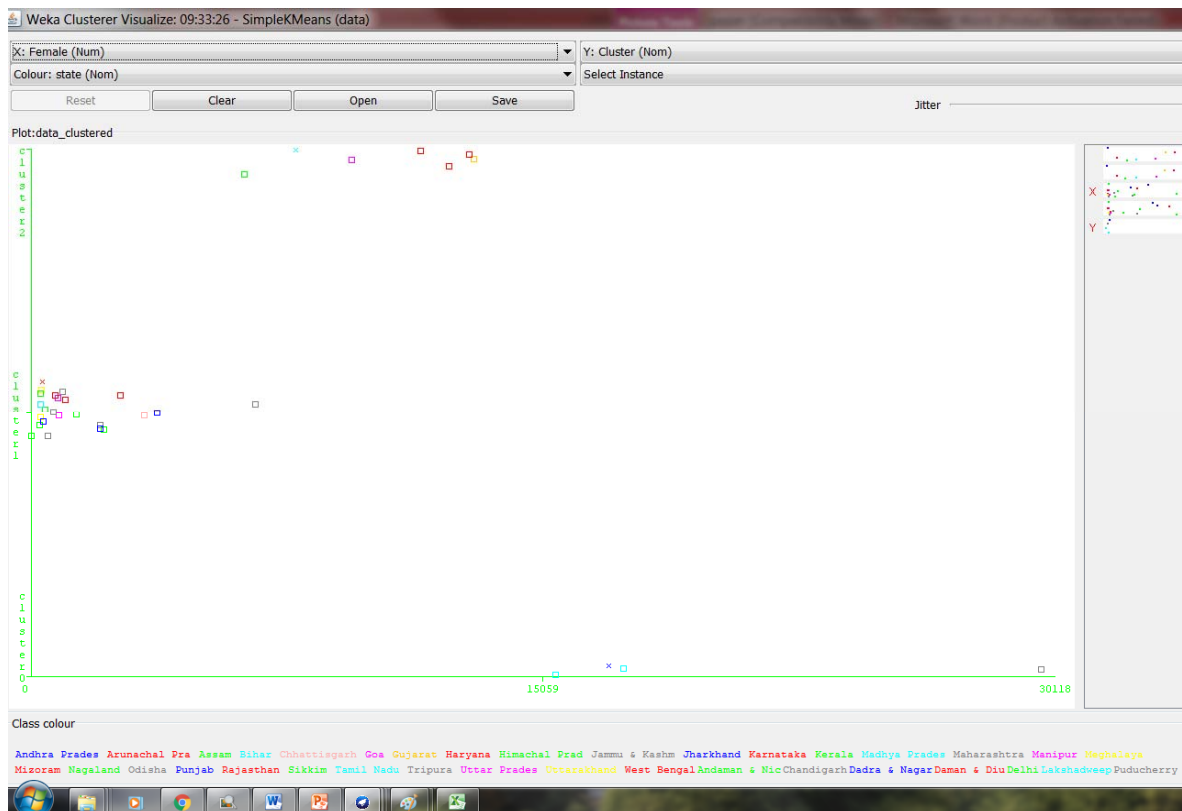 Weka Clusterer Visualize: 09:33:26 - SimpleKMeans (data)
X: Female (Num) Y: Cluster (Nom)
Colour: state (Nom) Select Instance
Reset Clear Open Save Jitter
Plot:data_clustered
cluster2
cluster1
cluster0
X
Y
0 15059 30118
Class colour
Andhra Prades Arunachal Pra Assam Bihar Chhattisgarh Goa Gujarat Haryana Himachal Prad Jammu & Kashm Jharkhand Karnataka Kerala Madhya Prades Maharashtra Manipur Meghalaya
Mizoram Nagaland Odisha Punjab Rajasthan Sikkim Tamil Nadu Tripura Uttar Prades Uttarakhand West Bengal Andaman & Nic Chandigarh Dadra & Nagar Daman & Diu Delhi Lakshadweep Puducherry